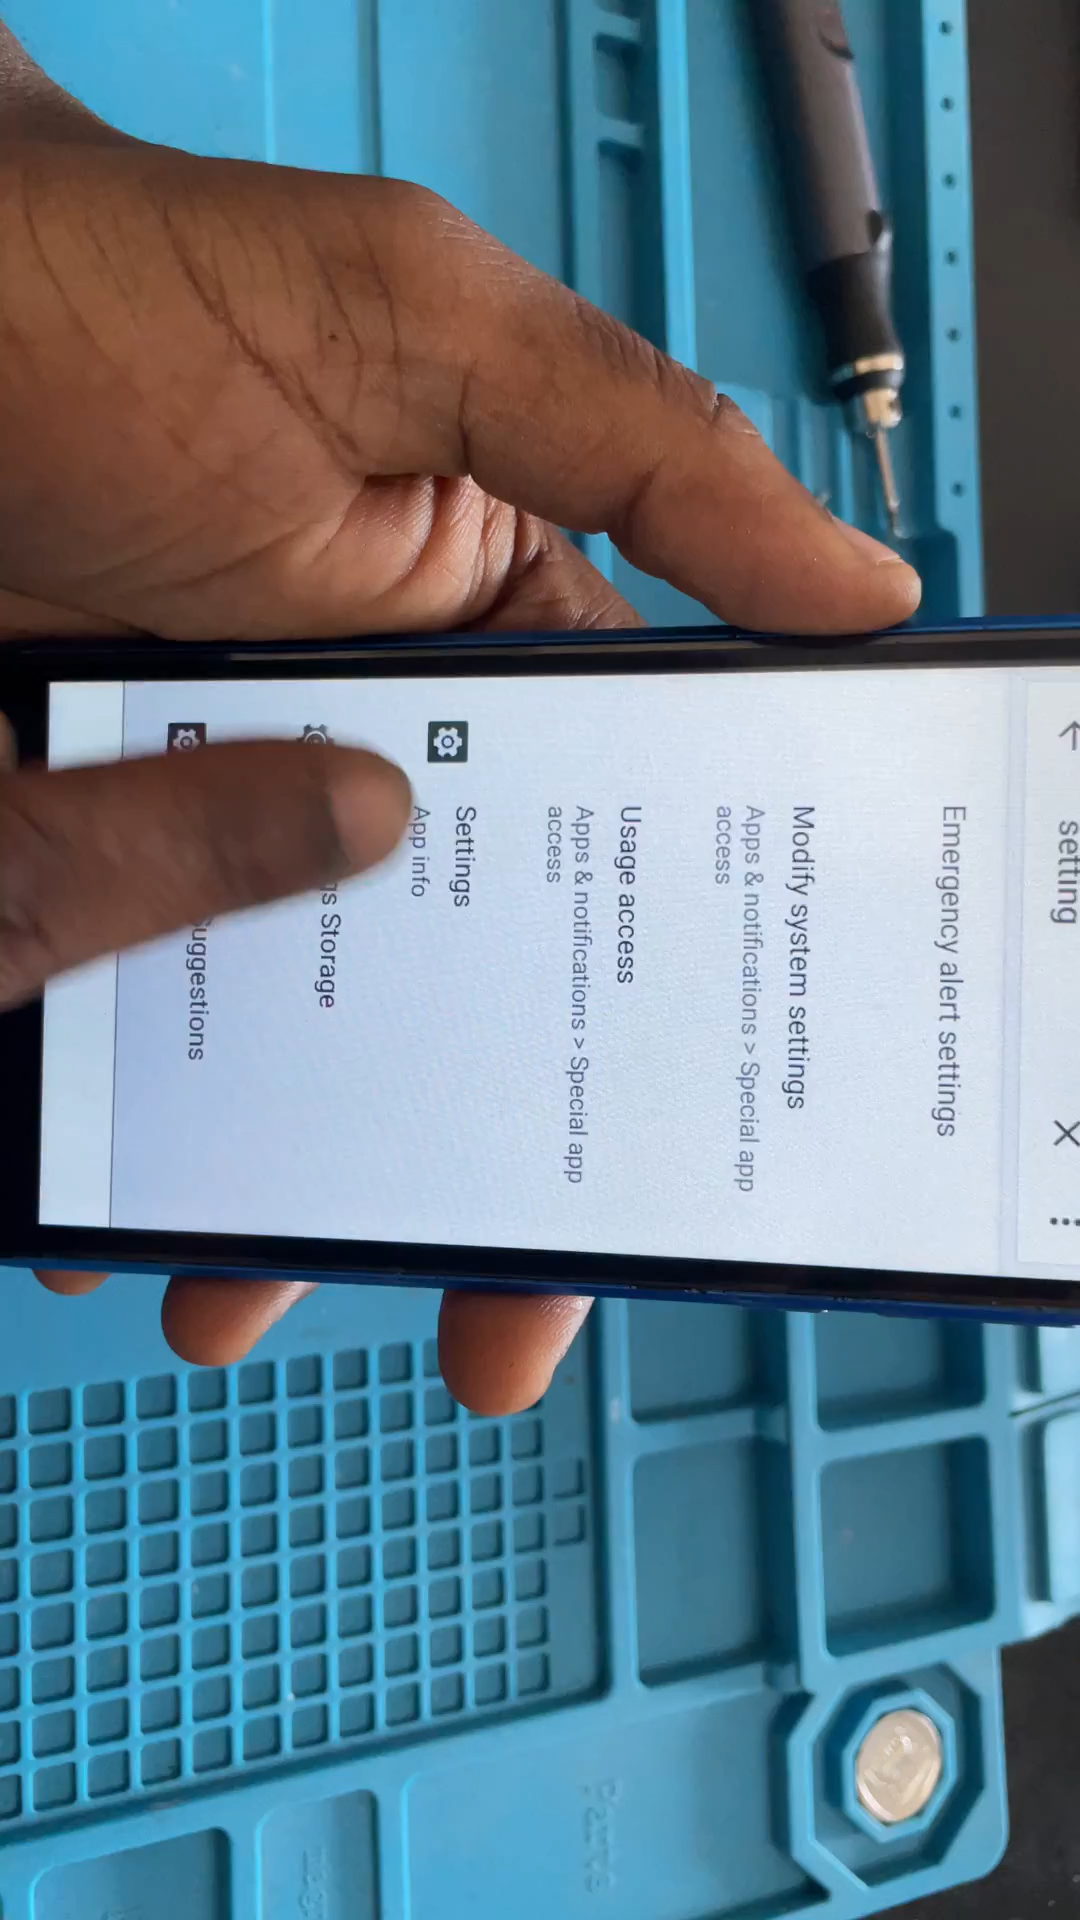 setting
Emergency alert settings
Modify system settings
Apps & notifications > Special app
access
Usage access
Apps & notifications > Special app
access
Settings
App info
Storage